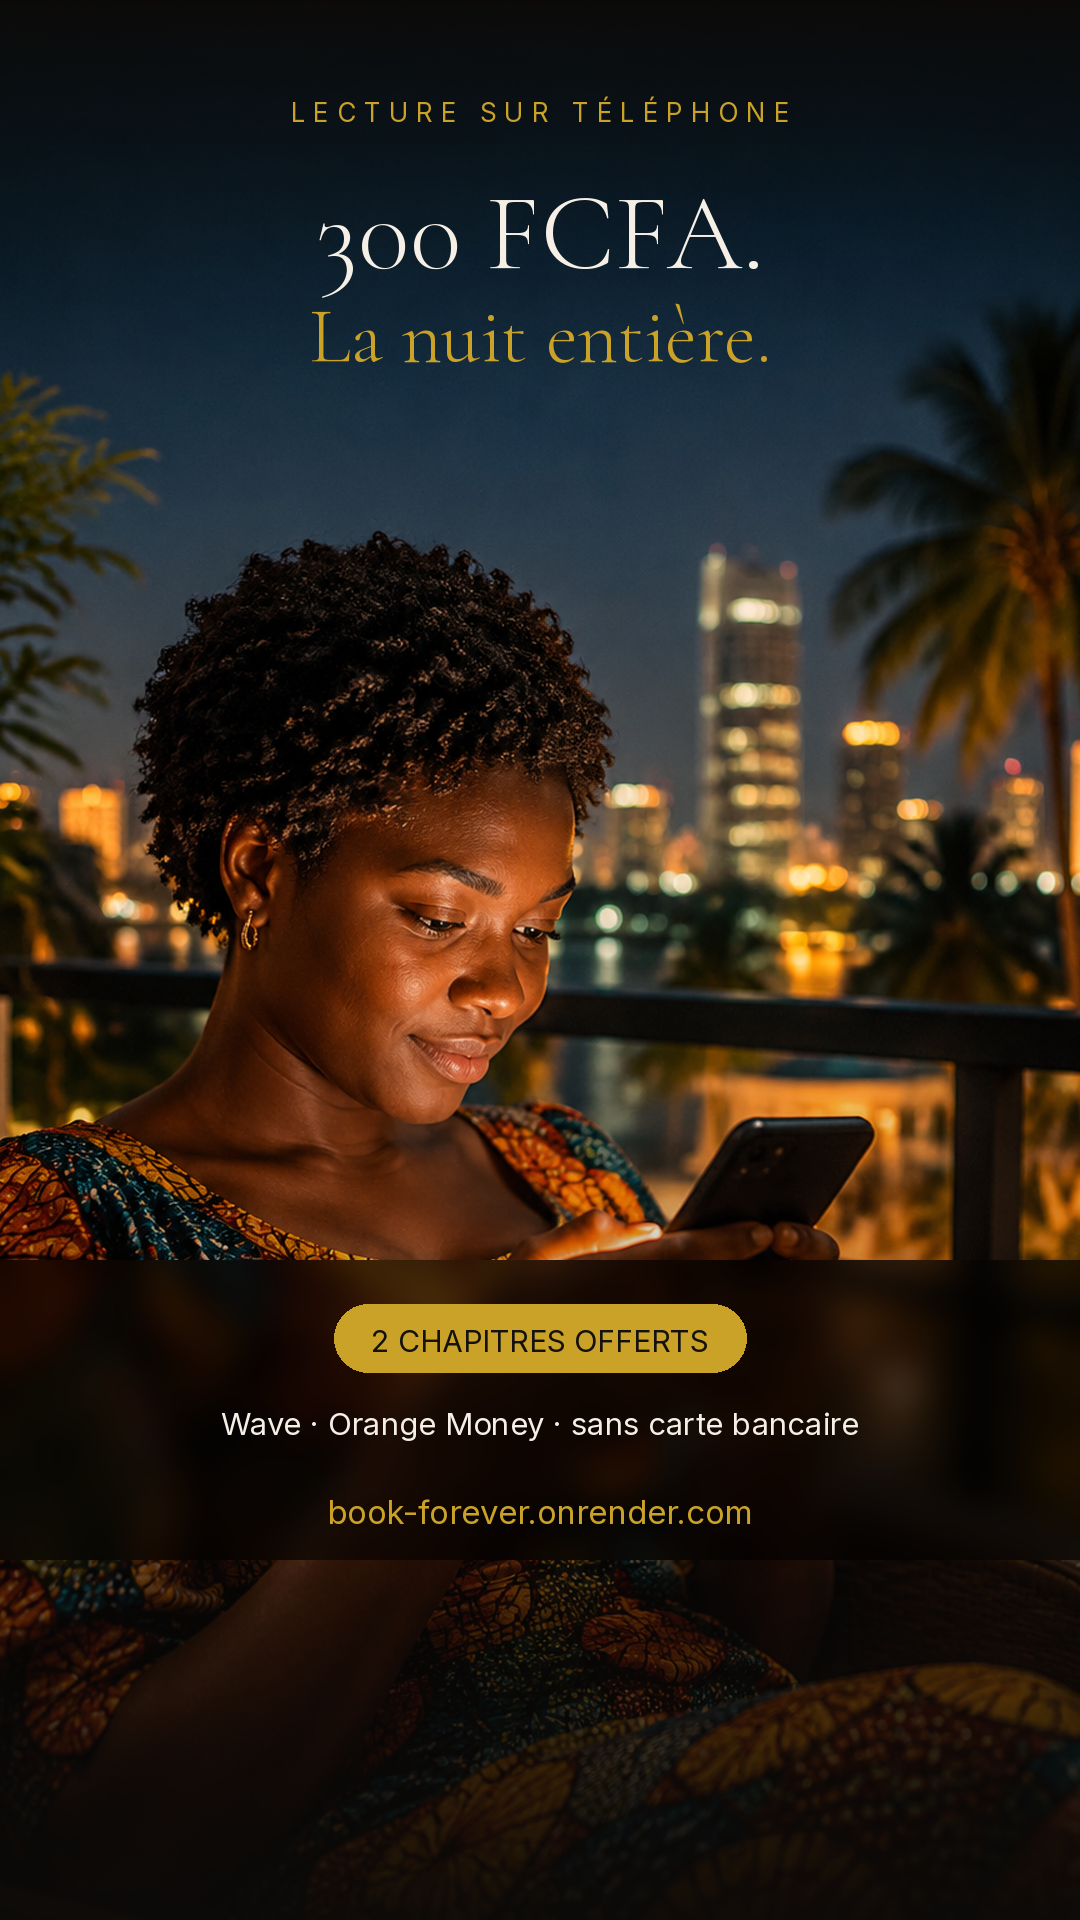 LECTURE SUR TÉLÉPHONE
300 FCFA.
La nuit entière.
2 CHAPITRES OFFERTS
Wave · Orange Money · sans carte bancaire
book-forever.onrender.com